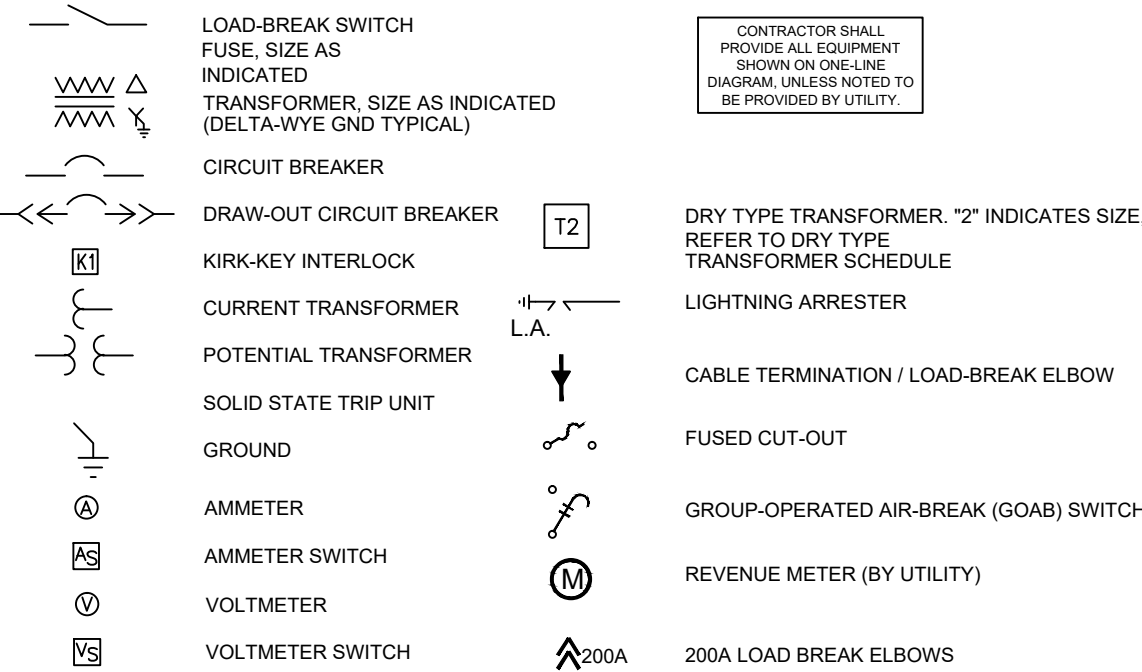 LOAD-BREAK SWITCH
FUSE, SIZE AS
INDICATED
TRANSFORMER, SIZE AS INDICATED
(DELTA-WYE GND TYPICAL)
CIRCUIT BREAKER
DRAW-OUT CIRCUIT BREAKER
K1 KIRK-KEY INTERLOCK
CURRENT TRANSFORMER
POTENTIAL TRANSFORMER
SOLID STATE TRIP UNIT
GROUND
A AMMETER
AS AMMETER SWITCH
V VOLTMETER
VS VOLTMETER SWITCH
CONTRACTOR SHALL
PROVIDE ALL EQUIPMENT
SHOWN ON ONE-LINE
DIAGRAM, UNLESS NOTED TO
BE PROVIDED BY UTILITY.
T2 DRY TYPE TRANSFORMER. "2" INDICATES SIZE,
REFER TO DRY TYPE
TRANSFORMER SCHEDULE
LIGHTNING ARRESTER
L.A.
CABLE TERMINATION / LOAD-BREAK ELBOW
FUSED CUT-OUT
GROUP-OPERATED AIR-BREAK (GOAB) SWITCH
M REVENUE METER (BY UTILITY)
200A 200A LOAD BREAK ELBOWS